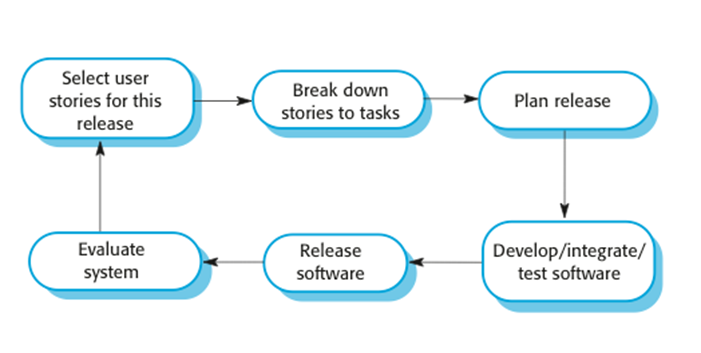 Select user
stories for this
release
Break down
stories to tasks
Plan release
Develop/integrate/
test software
Release
software
Evaluate
system